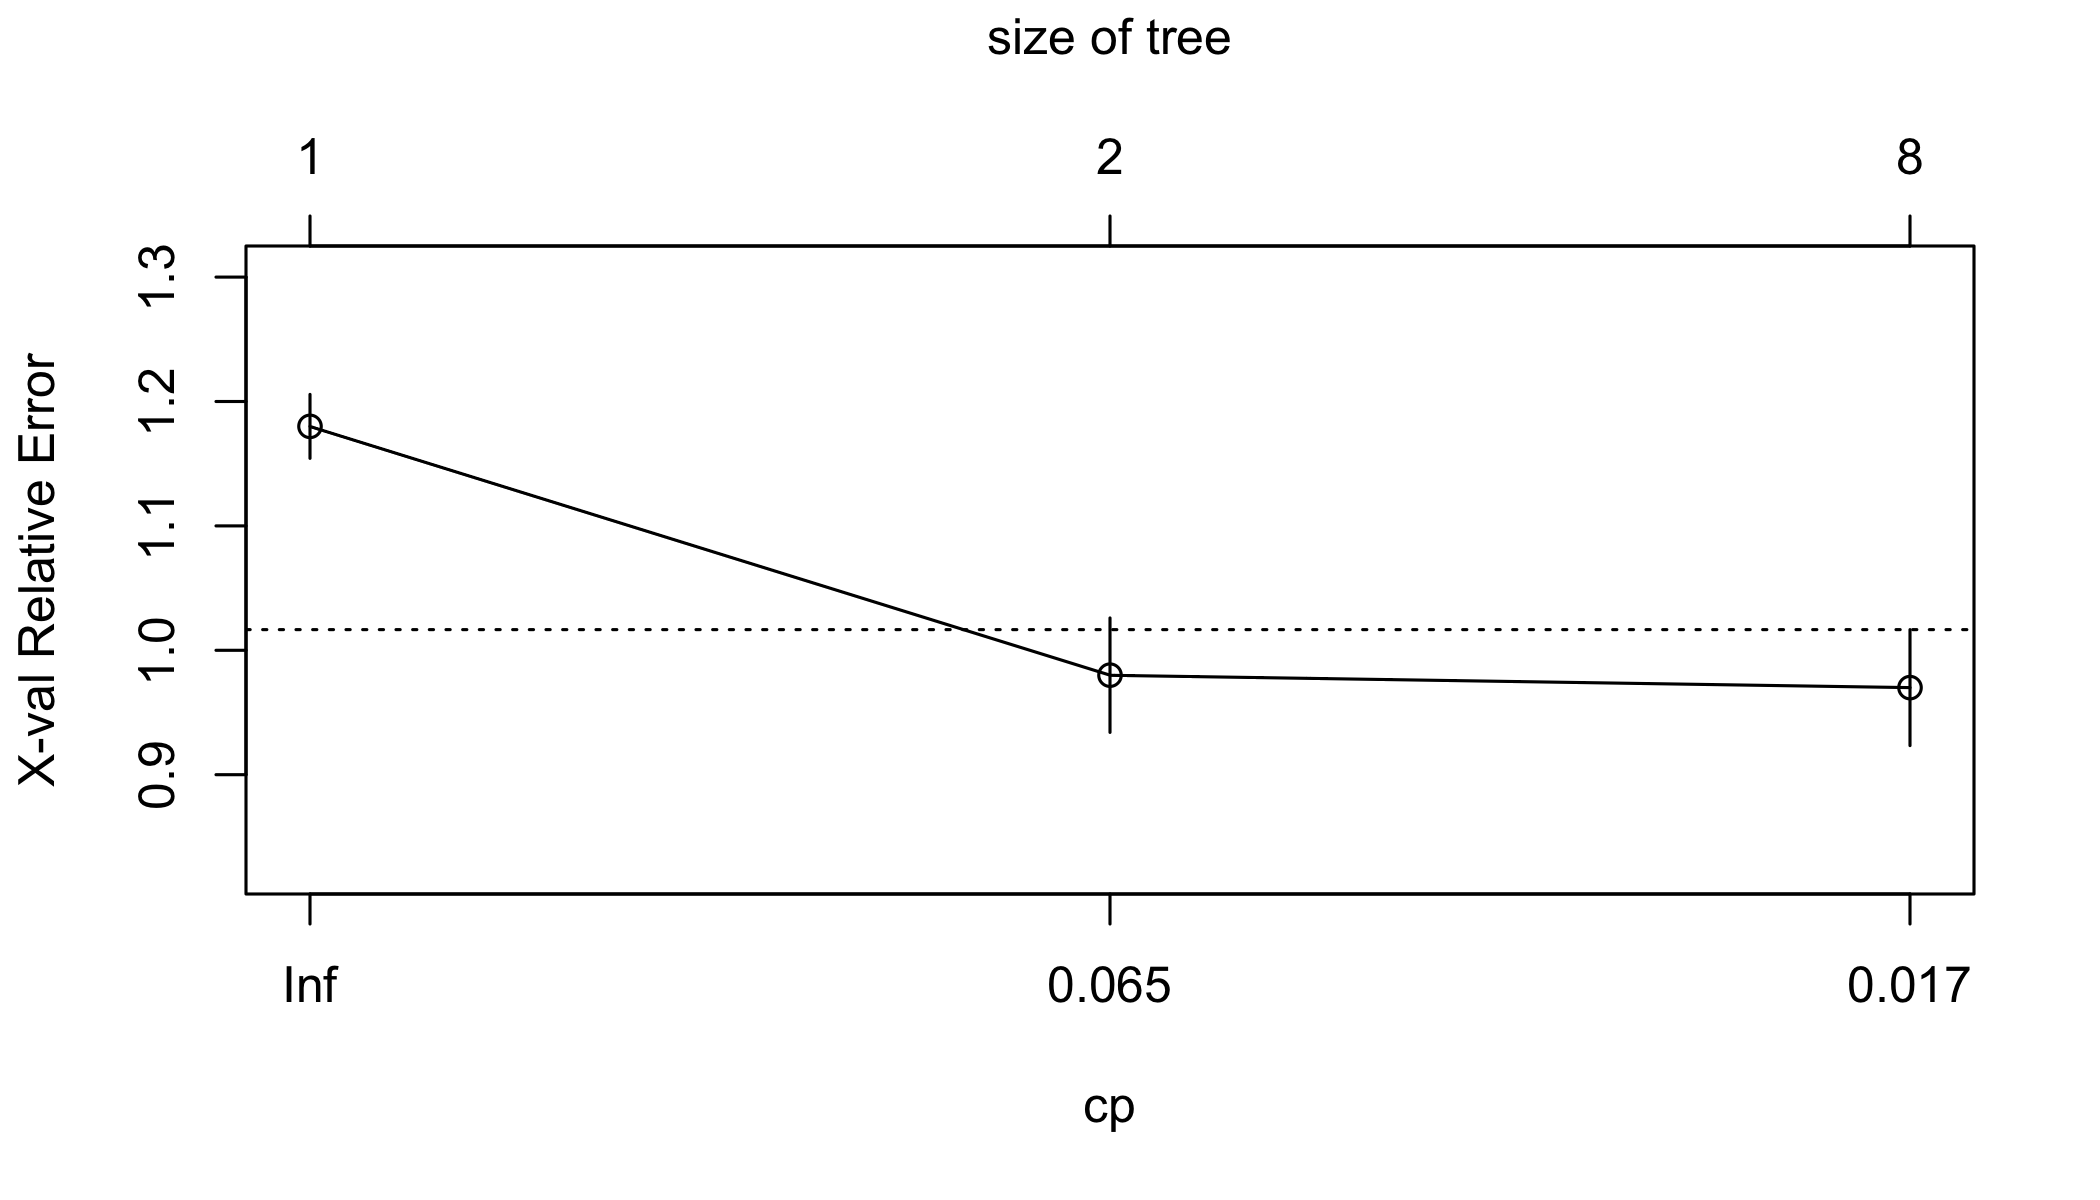 size of tree
1 2 8
X-val Relative Error
1.3
1.2
1.1
1.0
0.9
Inf 0.065 0.017
cp